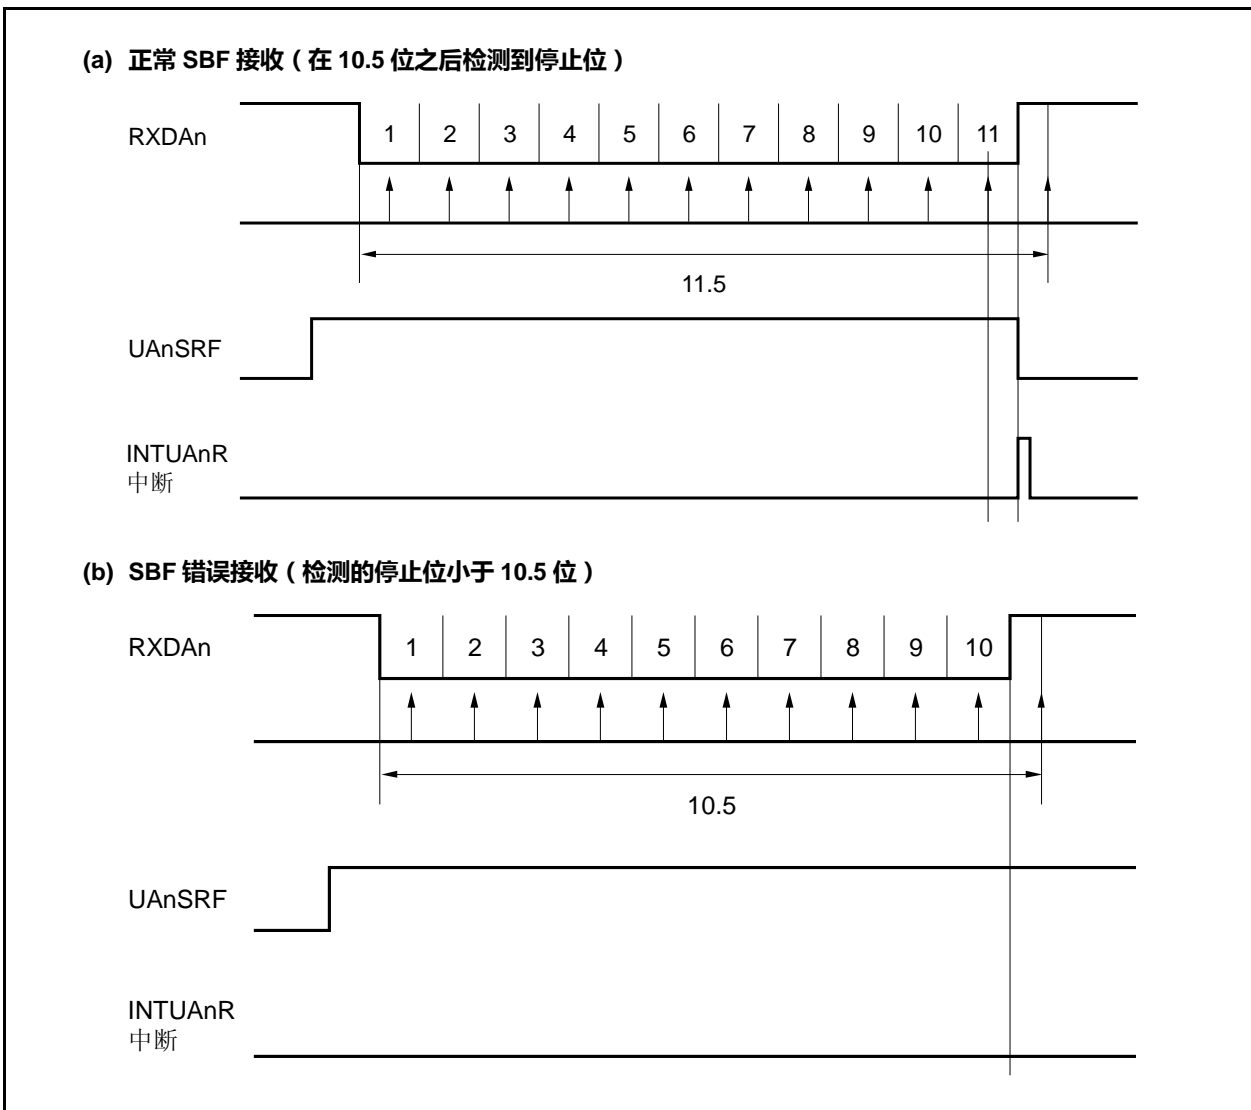 (a) 正常 SBF 接收（在 10.5 位之后检测到停止位）
RXDAn
1 2 3 4 5 6 7 8 9 10 11
11.5
UAnSRF
INTUAnR
中断
(b) SBF 错误接收（检测的停止位小于 10.5 位）
RXDAn
1 2 3 4 5 6 7 8 9 10
10.5
UAnSRF
INTUAnR
中断